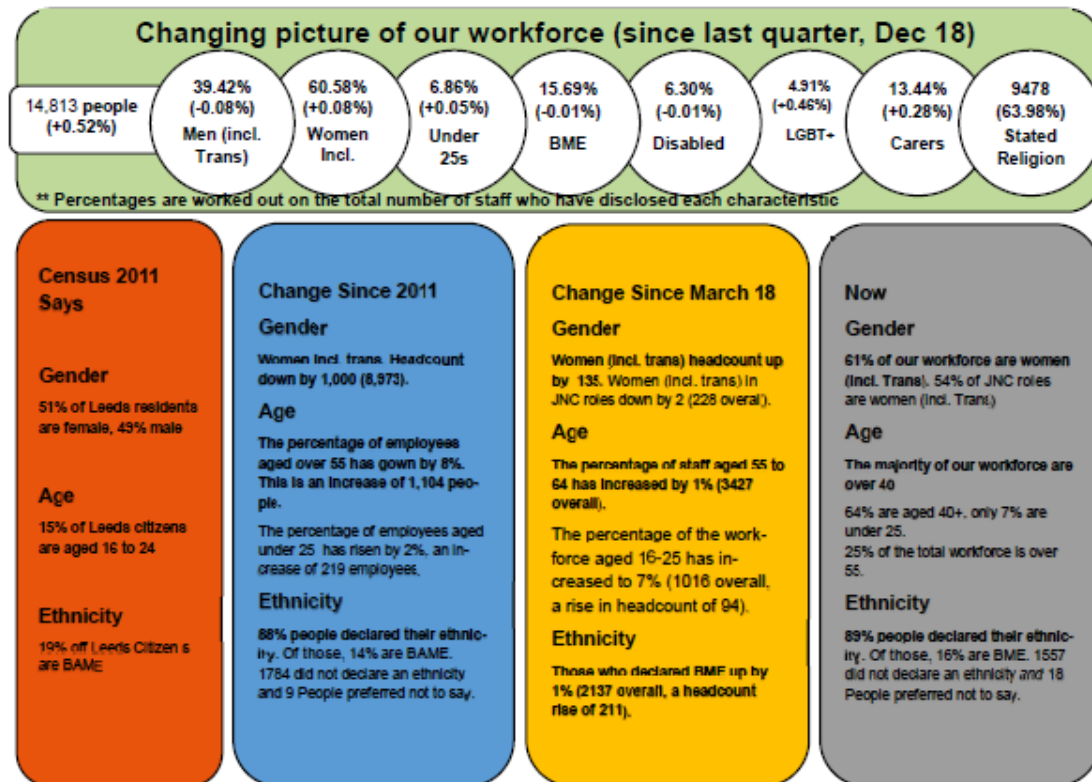 Changing picture of our workforce (since last quarter, Dec 18)
14,813 people
(+0.52%)
39.42%
(-0.08%)
Men (incl.
Trans)
60.58%
(+0.08%)
Women
Incl.
6.86%
(+0.05%)
Under
25s
15.69%
(-0.01%)
BME
6.30%
(-0.01%)
Disabled
4.91%
(+0.46%)
LGBT+
13.44%
(+0.28%)
Carers
9478
(63.98%)
Stated
Religion
** Percentages are worked out on the total number of staff who have disclosed each characteristic
Census 2011
Says
Gender
51% of Leeds residents
are female, 49% male
Age
15% of Leeds citizens
are aged 16 to 24
Ethnicity
19% off Leeds Citizen s
are BAME
Change Since 2011
Gender
Women Incl. trans. Headcount
down by 1,000 (8,973).
Age
The percentage of employees
aged over 55 has gown by 8%.
This is an increase of 1,104 peo-
ple.
The percentage of employees aged
under 25 has risen by 2%, an in-
crease of 219 employees.
Ethnicity
88% people declared their ethnic-
ity. Of those, 14% are BAME.
1784 did not declare an ethnicity
and 9 People preferred not to say.
Change Since March 18
Gender
Women (incl. trans) headcount up
by 135. Women (incl. trans) in
JNC roles down by 2 (228 overall).
Age
The percentage of staff aged 55 to
64 has increased by 1% (3427
overall).
The percentage of the work-
force aged 16-25 has in-
creased to 7% (1016 overall,
a rise in headcount of 94).
Ethnicity
Those who declared BME up by
1% (2137 overall, a headcount
rise of 211).
Now
Gender
61% of our workforce are women
(incl. Trans). 54% of JNC roles
are women (incl. Trans)
Age
The majority of our workforce are
over 40
64% are aged 40+. only 7% are
under 25.
25% of the total workforce is over
55.
Ethnicity
89% people declared their ethnic-
ity. Of those, 16% are BME. 1557
did not declare an ethnicity and 18
People preferred not to say.